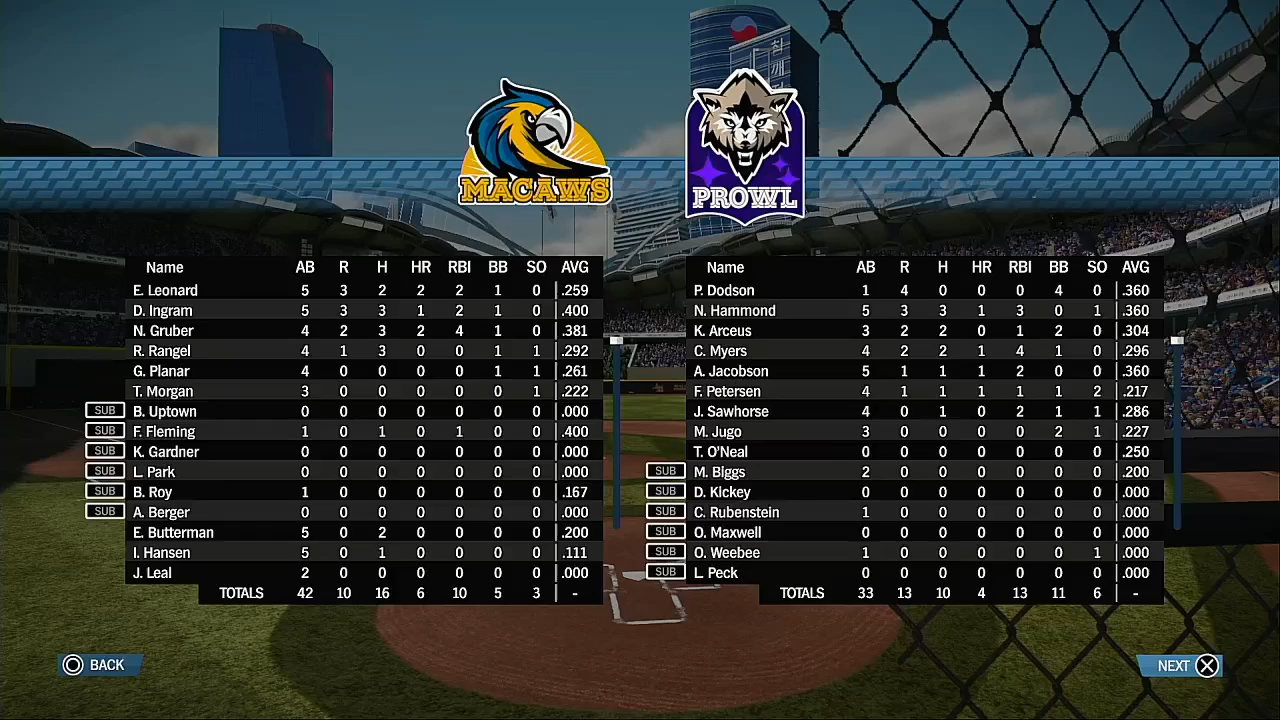 MACAWS
PROWL
Name AB R H HR RBI BB SO AVG
E. Leonard 5 3 2 2 2 1 0 .259
D. Ingram 5 3 3 1 2 1 0 .400
N. Gruber 4 2 3 2 4 1 0 .381
R. Rangel 4 1 3 0 0 1 1 .292
G. Planar 4 0 0 0 0 1 1 .261
T. Morgan 3 0 0 0 0 0 1 .222
SUB B. Uptown 0 0 0 0 0 0 0 .000
SUB F. Fleming 1 0 1 0 1 0 0 .400
SUB K. Gardner 0 0 0 0 0 0 0 .000
SUB L. Park 0 0 0 0 0 0 0 .000
SUB B. Roy 1 0 0 0 0 0 0 .167
SUB A. Berger 0 0 0 0 0 0 0 .000
E. Butterman 5 0 2 0 0 0 0 .200
I. Hansen 5 0 1 0 0 0 0 .111
J. Leal 2 0 0 0 0 0 0 .000
TOTALS 42 10 16 6 10 5 3 -
Name AB R H HR RBI BB SO AVG
P. Dodson 1 4 0 0 0 4 0 .360
N. Hammond 5 3 3 1 3 0 1 .360
K. Arceus 3 2 2 0 1 2 0 .304
C. Myers 4 2 2 1 4 1 0 .296
A. Jacobson 5 1 1 1 2 0 0 .360
F. Petersen 4 1 1 1 1 1 2 .217
J. Sawhorse 4 0 1 0 2 1 1 .286
M. Jugo 3 0 0 0 0 2 1 .227
T. O'Neal 0 0 0 0 0 0 0 .250
SUB M. Biggs 2 0 0 0 0 0 0 .200
SUB D. Kickey 0 0 0 0 0 0 0 .000
SUB C. Rubenstein 1 0 0 0 0 0 0 .000
SUB O. Maxwell 0 0 0 0 0 0 0 .000
SUB O. Weebee 1 0 0 0 0 0 1 .000
SUB L. Peck 0 0 0 0 0 0 0 .000
TOTALS 33 13 10 4 13 11 6 -
BACK
NEXT